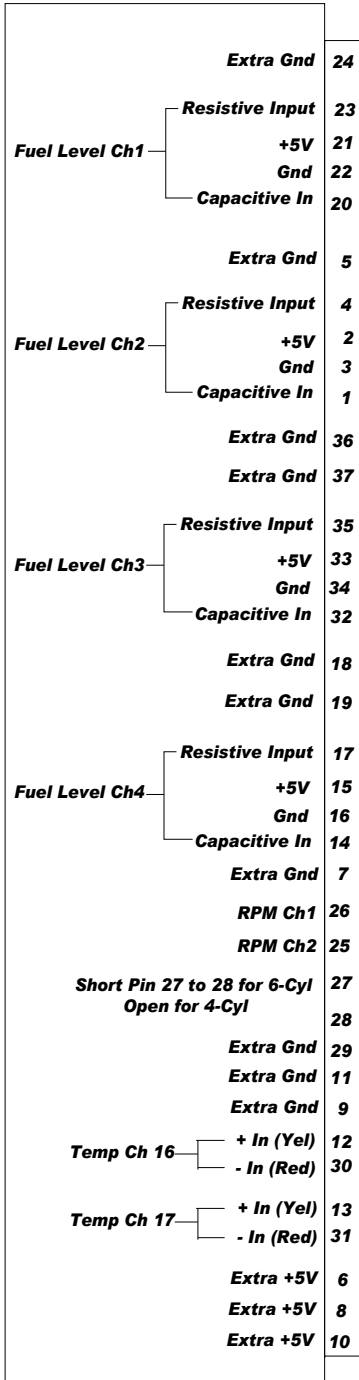 Extra Gnd 24
Resistive Input 23
+5V 21
Fuel Level Ch1
Gnd 22
Capacitive In 20
Extra Gnd 5
Resistive Input 4
+5V 2
Fuel Level Ch2
Gnd 3
Capacitive In 1
Extra Gnd 36
Extra Gnd 37
Resistive Input 35
+5V 33
Fuel Level Ch3
Gnd 34
Capacitive In 32
Extra Gnd 18
Extra Gnd 19
Resistive Input 17
+5V 15
Fuel Level Ch4
Gnd 16
Capacitive In 14
Extra Gnd 7
RPM Ch1 26
RPM Ch2 25
Short Pin 27 to 28 for 6-Cyl 27
Open for 4-Cyl
28
Extra Gnd 29
Extra Gnd 11
Extra Gnd 9
+ In (Yel) 12
Temp Ch 16
- In (Red) 30
+ In (Yel) 13
Temp Ch 17
- In (Red) 31
Extra +5V 6
Extra +5V 8
Extra +5V 10